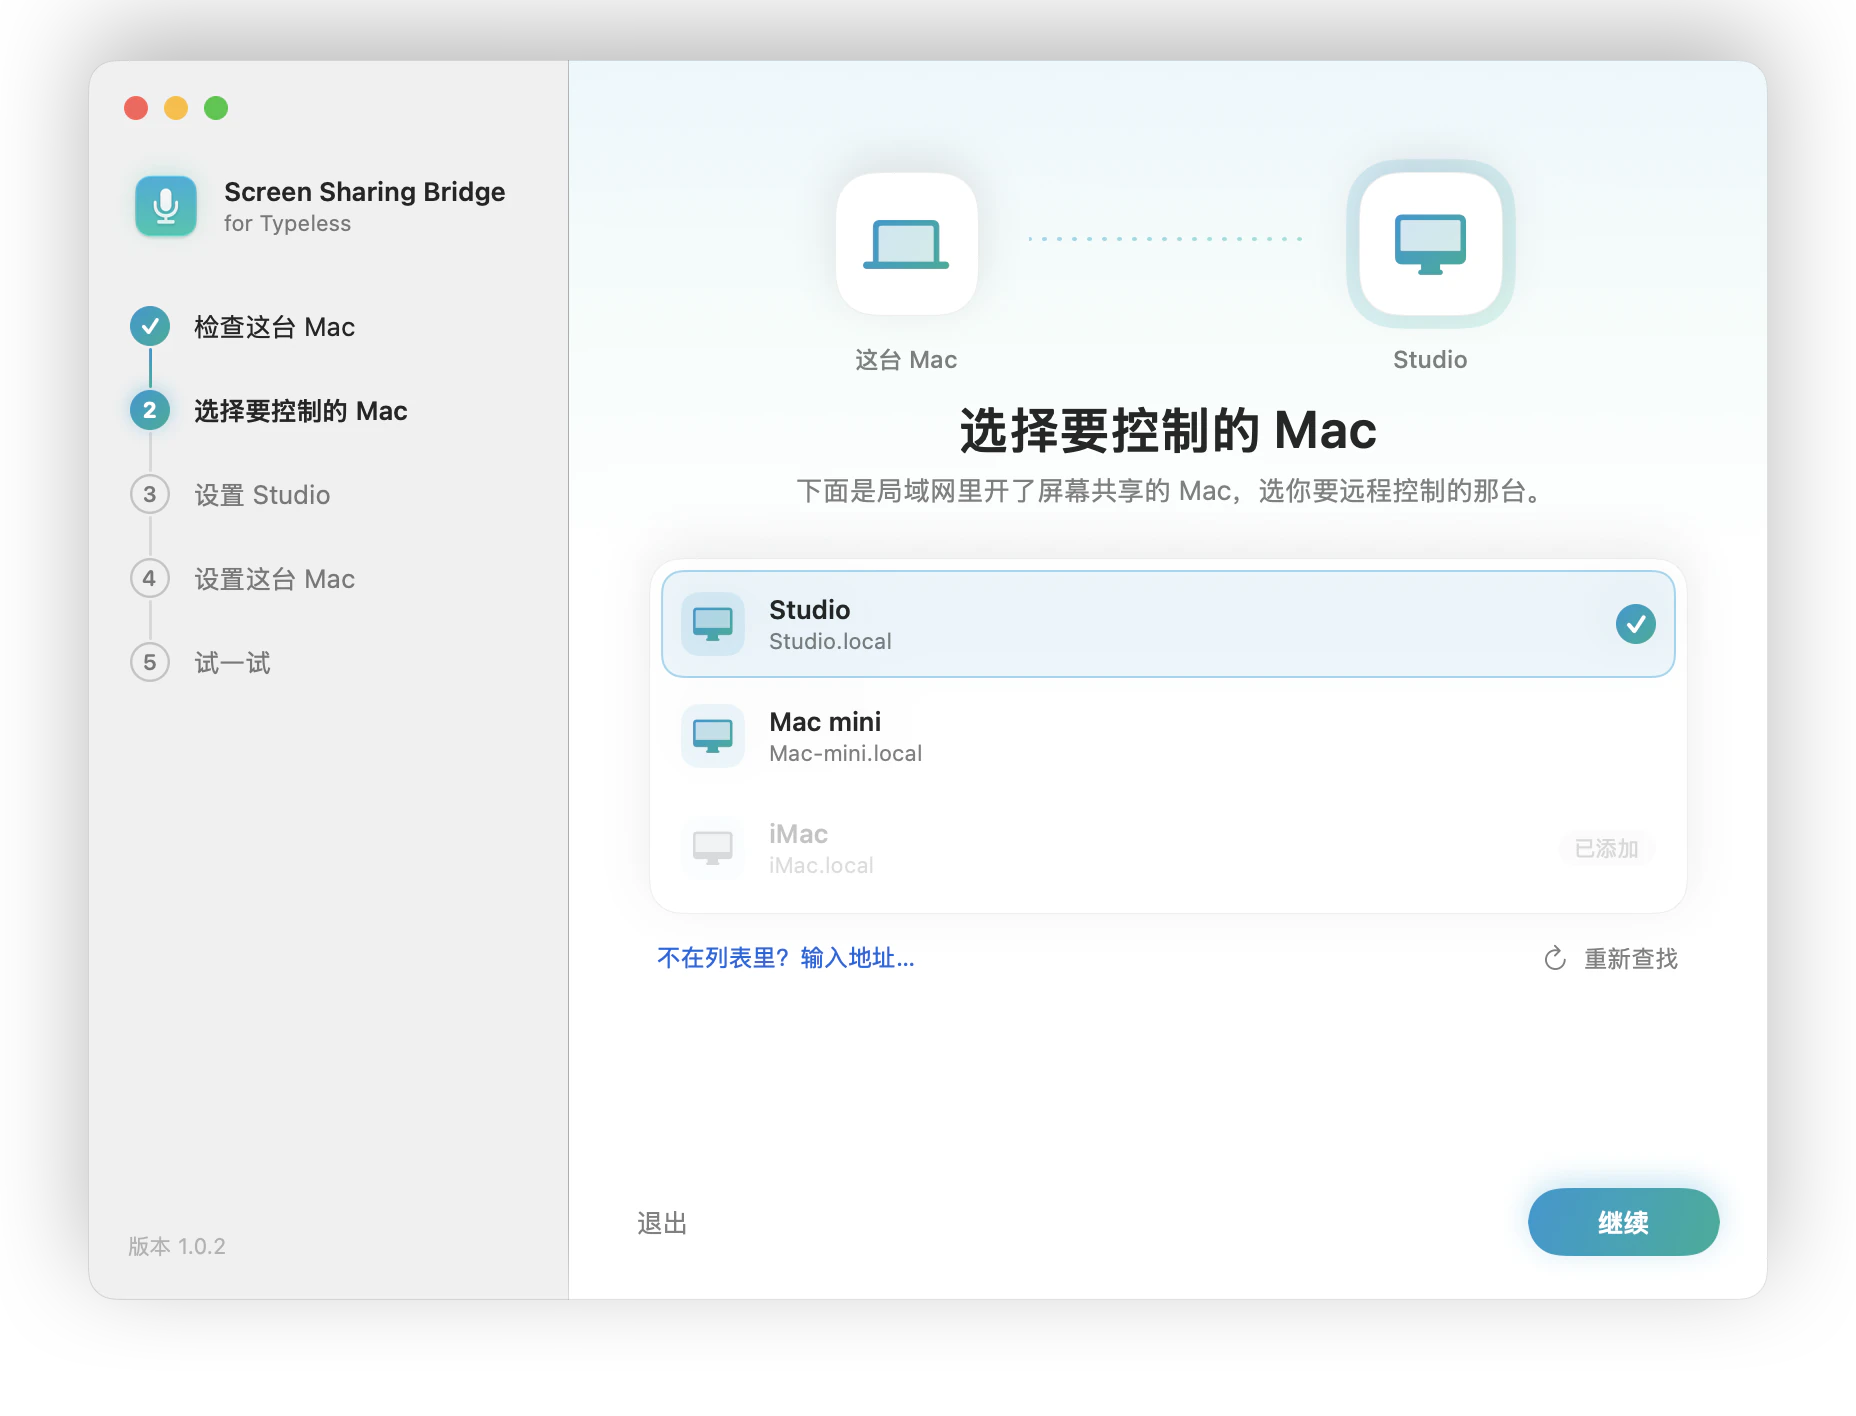 Screen Sharing Bridge
for Typeless
检查这台 Mac
2 选择要控制的 Mac
3 设置 Studio
4 设置这台 Mac
5 试一试
版本 1.0.2
这台 Mac
Studio
选择要控制的 Mac
下面是局域网里开了屏幕共享的 Mac，选你要远程控制的那台。
Studio
Studio.local
Mac mini
Mac-mini.local
iMac
iMac.local
已添加
不在列表里？输入地址...
重新查找
退出
继续